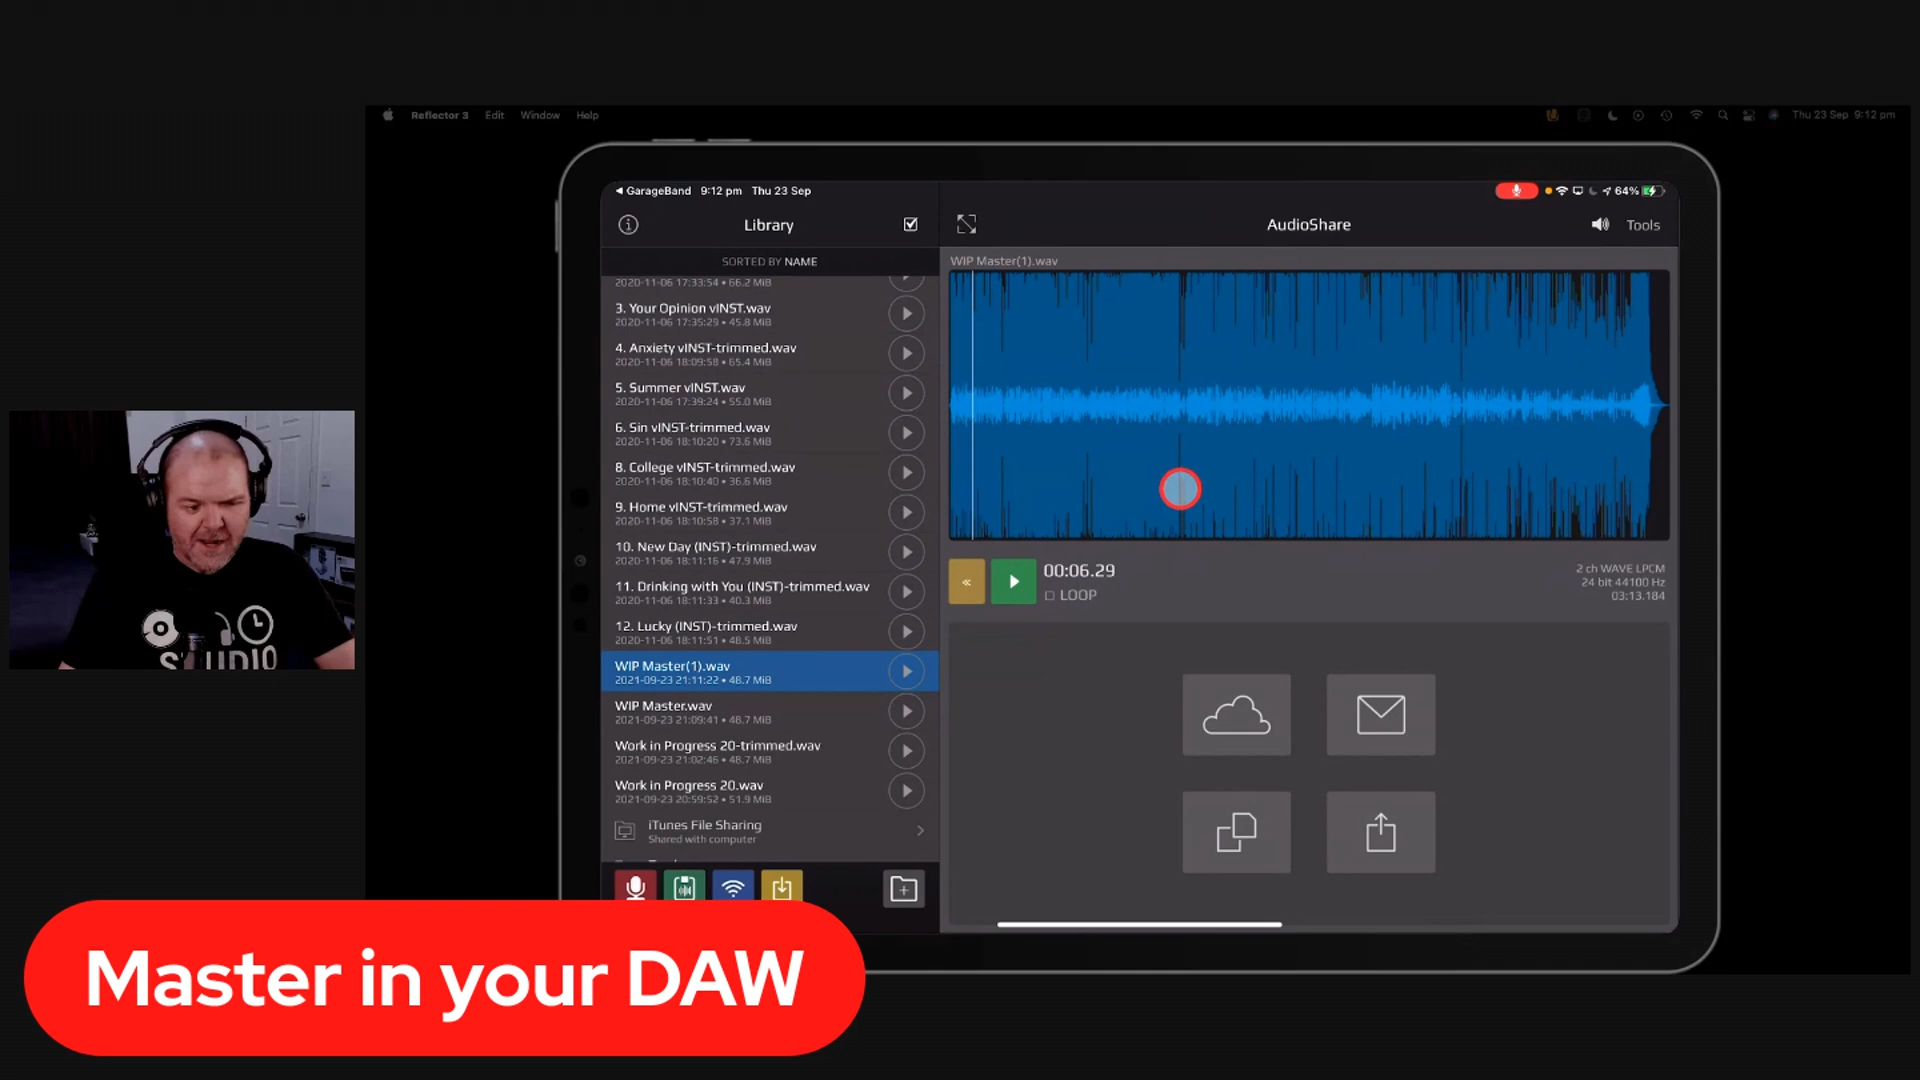 Reflector 3 Edit Window Help
Thu 23 Sep 9:12 pm
GarageBand 9:12 pm Thu 23 Sep
64%
Library
AudioShare
Tools
SORTED BY NAME
2020-11-06 17:33:54 • 66.2 MiB
3. Your Opinion vINST.wav
2020-11-06 17:35:29 • 45.8 MiB
4. Anxiety vINST-trimmed.wav
2020-11-06 18:09:58 • 65.4 MiB
5. Summer vINST.wav
2020-11-06 17:39:24 • 55.0 MiB
6. Sin vINST-trimmed.wav
2020-11-06 18:10:20 • 73.6 MiB
8. College vINST-trimmed.wav
2020-11-06 18:10:40 • 36.6 MiB
9. Home vINST-trimmed.wav
2020-11-06 18:10:58 • 37.1 MiB
10. New Day (INST)-trimmed.wav
2020-11-06 18:11:16 • 47.9 MiB
11. Drinking with You (INST)-trimmed.wav
2020-11-06 18:11:33 • 40.3 MiB
12. Lucky (INST)-trimmed.wav
2020-11-06 18:11:51 • 48.5 MiB
WIP Master(1).wav
2021-09-23 21:11:22 • 48.7 MiB
WIP Master.wav
2021-09-23 21:09:41 • 48.7 MiB
Work in Progress 20-trimmed.wav
2021-09-23 21:02:46 • 48.7 MiB
Work in Progress 20.wav
2021-09-23 20:59:52 • 51.9 MiB
iTunes File Sharing
Shared with computer
WIP Master(1).wav
00:06.29
LOOP
2 ch WAVE LPCM
24 bit 44100 Hz
03:13.184
STUDIO
Master in your DAW